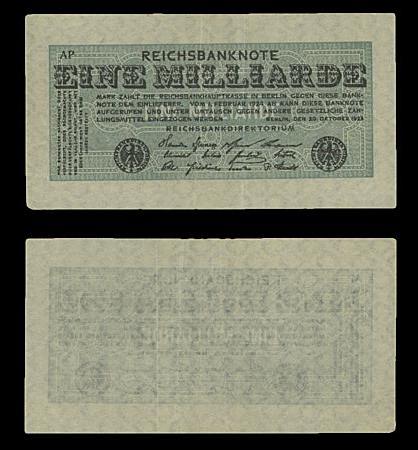 AP
REICHSBANKNOTE
EINE MILLIARDE
MARK ZAHLT DIE REICHSBANKHAUPTKASSE IN BERLIN GEGEN DIESE BANK-
NOTE DEM EINLIEFERER. VOM 1. FEBRUAR 1924 AB KANN DIESE BANKNOTE
AUFGERUFEN UND UNTER UMTAUSCH GEGEN ANDERE GESETZLICHE ZAH-
LUNGSMITTEL EINGEZOGEN WERDEN
BERLIN, DEN 20. OKTOBER 1923
REICHSBANKDIREKTORIUM